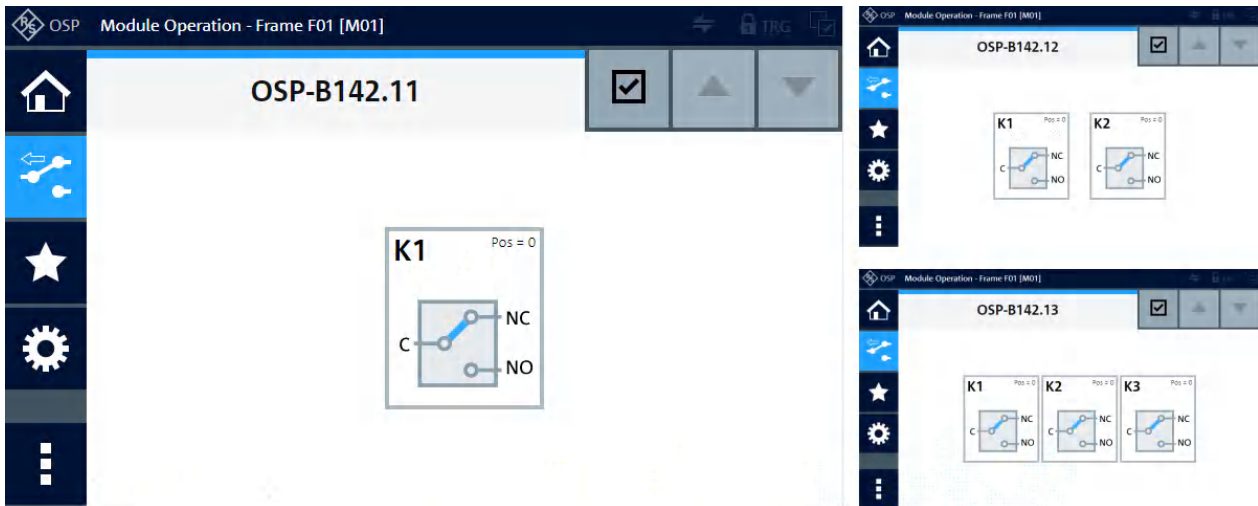 R&S OSP Module Operation - Frame F01 [M01] TRG
OSP-B142.11
K1 Pos = 0
NC
C
NO
OSP Module Operation - Frame F01 [M01]
OSP-B142.12
K1 Pos = 0 K2 Pos = 0
NC NC
C C
NO NO
OSP Module Operation - Frame F01 [M01]
OSP-B142.13
K1 Pos = 0 K2 Pos = 0 K3 Pos = 0
NC NC NC
C C C
NO NO NO